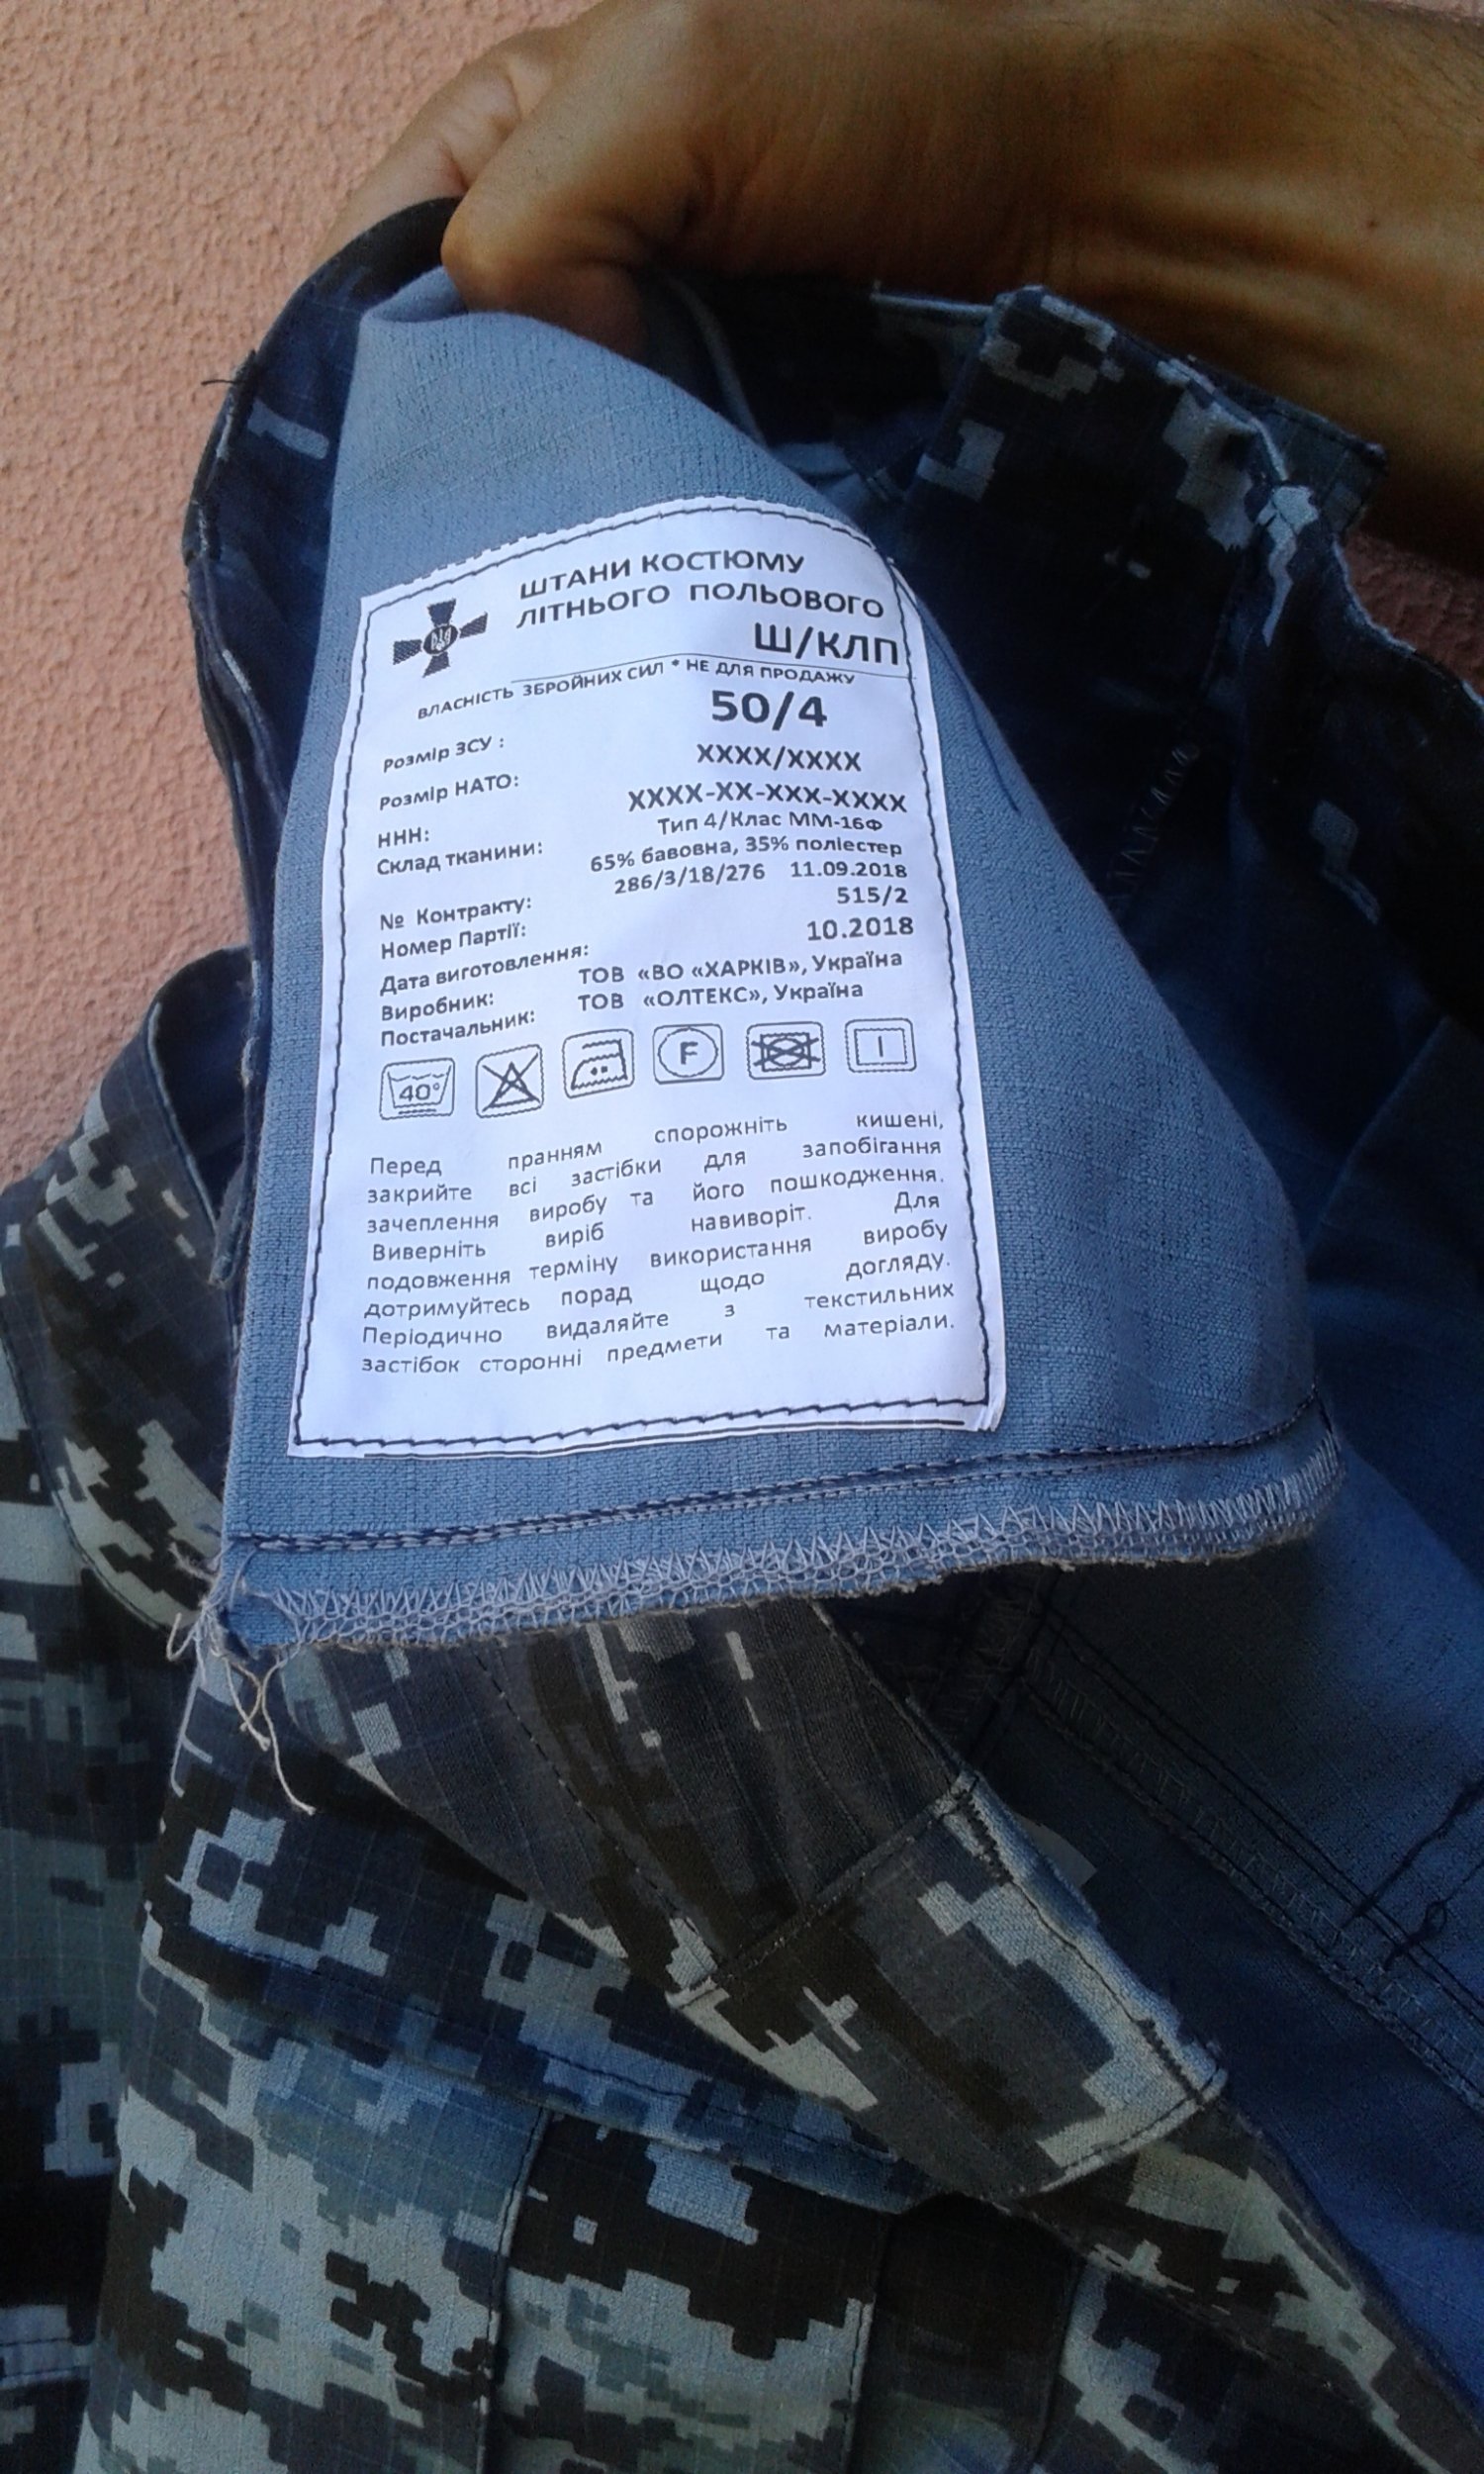 ШТАНИ КОСТЮМУ
ЛІТНЬОГО ПОЛЬОВОГО
Ш/КЛП
ВЛАСНІСТЬ ЗБРОЙНИХ СИЛ * НЕ ДЛЯ ПРОДАЖУ
Розмір ЗСУ : 50/4
Розмір НАТО: XXXX/XXXX
ННН: XXXX-XX-XXX-XXXX
Склад тканини: Тип 4/Клас ММ-16Ф
65% бавовна, 35% поліестер
№ Контракту: 286/3/18/276 11.09.2018
Номер Партії: 515/2
Дата виготовлення: 10.2018
Виробник: ТОВ «ВО «ХАРКІВ», Україна
Постачальник: ТОВ «ОЛТЕКС», Україна
40° F I
Перед пранням спорожніть кишені,
закрийте всі застібки для запобігання
зачеплення виробу та його пошкодження.
Виверніть виріб навиворіт. Для
подовження терміну використання виробу
дотримуйтесь порад щодо догляду.
Періодично видаляйте з текстильних
застібок сторонні предмети та матеріали.